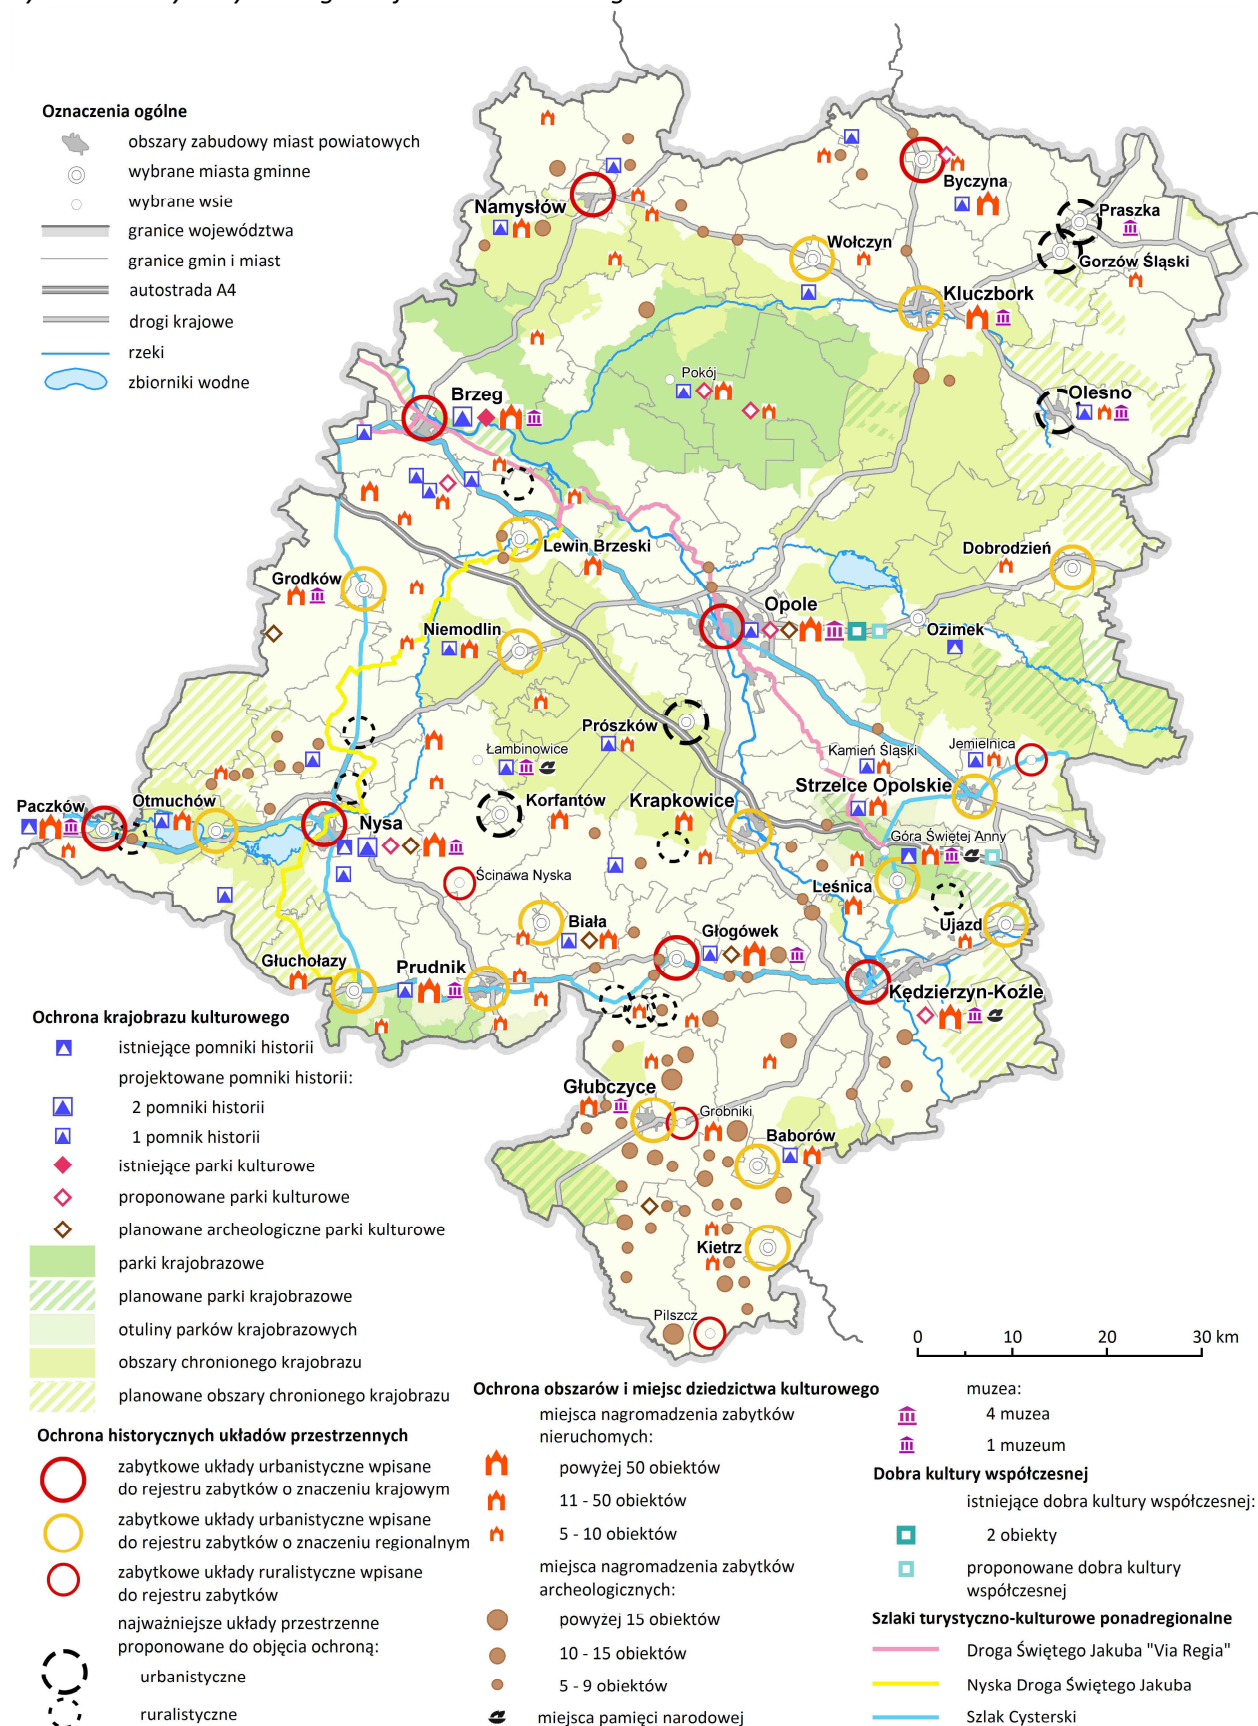 Oznaczenia ogólne
obszary zabudowy miast powiatowych
wybrane miasta gminne
wybrane wsie
granice województwa
granice gmin i miast
autostrada A4
drogi krajowe
rzeki
zbiorniki wodne
Namysłów
Byczyna
Praszka
Wołczyn
Gorzów Śląski
Kluczbork
Pokój
Brzeg
Olesno
Lewin Brzeski
Dobrodzień
Grodków
Opole
Niemodlin
Ozimek
Prószków
Łambinowice
Kamień Śląski
Jemielnica
Strzelce Opolskie
Paczków
Otmuchów
Korfantów
Krapkowice
Nysa
Góra Świętej Anny
Ścinawa Nyska
Leśnica
Biała
Głogówek
Ujazd
Głuchołazy
Prudnik
Kędzierzyn-Koźle
Głubczyce
Grobniki
Baborów
Kietrz
Pilszcz
0 10 20 30 km
Ochrona krajobrazu kulturowego
istniejące pomniki historii
projektowane pomniki historii:
2 pomniki historii
1 pomnik historii
istniejące parki kulturowe
proponowane parki kulturowe
planowane archeologiczne parki kulturowe
parki krajobrazowe
planowane parki krajobrazowe
otuliny parków krajobrazowych
obszary chronionego krajobrazu
planowane obszary chronionego krajobrazu
Ochrona historycznych układów przestrzennych
zabytkowe układy urbanistyczne wpisane
do rejestru zabytków o znaczeniu krajowym
zabytkowe układy urbanistyczne wpisane
do rejestru zabytków o znaczeniu regionalnym
zabytkowe układy ruralistyczne wpisane
do rejestru zabytków
najważniejsze układy przestrzenne
proponowane do objęcia ochroną:
urbanistyczne
ruralistyczne
Ochrona obszarów i miejsc dziedzictwa kulturowego
miejsca nagromadzenia zabytków
nieruchomych:
powyżej 50 obiektów
11 - 50 obiektów
5 - 10 obiektów
miejsca nagromadzenia zabytków
archeologicznych:
powyżej 15 obiektów
10 - 15 obiektów
5 - 9 obiektów
miejsca pamięci narodowej
muzea:
4 muzea
1 muzeum
Dobra kultury współczesnej
istniejące dobra kultury współczesnej:
2 obiekty
proponowane dobra kultury
współczesnej
Szlaki turystyczno-kulturowe ponadregionalne
Droga Świętego Jakuba "Via Regia"
Nyska Droga Świętego Jakuba
Szlak Cysterski